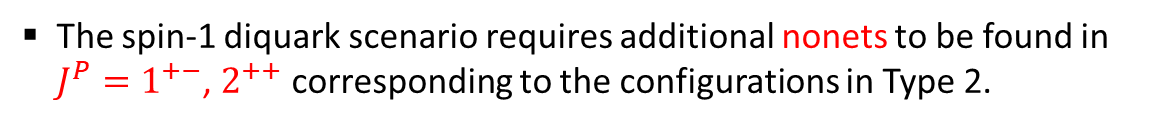 ▪ The spin-1 diquark scenario requires additional nonets to be found in
J^P = 1^{+−}, 2^{++} corresponding to the configurations in Type 2.